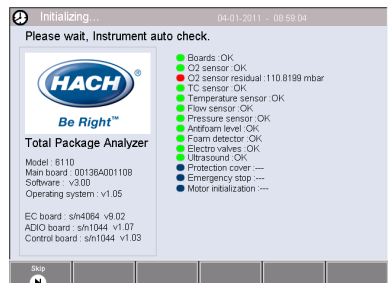 Initializing...
04-01-2011 - 08:59:04
Please wait, Instrument auto check.
HACH®
Be Right™
Total Package Analyzer
Model : 6110
Main board : 00136A001108
Software : v3.00
Operating system : v1.05
EC board : s/n4064 v9.02
ADIO board : s/n1044 v1.07
Control board : s/n1044 v1.03
Boards :OK
O2 sensor :OK
O2 sensor residual :110.8199 mbar
TC sensor :OK
Temperature sensor :OK
Flow sensor :OK
Pressure sensor :OK
Antifoam level :OK
Foam detector :OK
Electro valves :OK
Ultrasound :OK
Protection cover :---
Emergency stop :---
Motor initialization :---
Skip